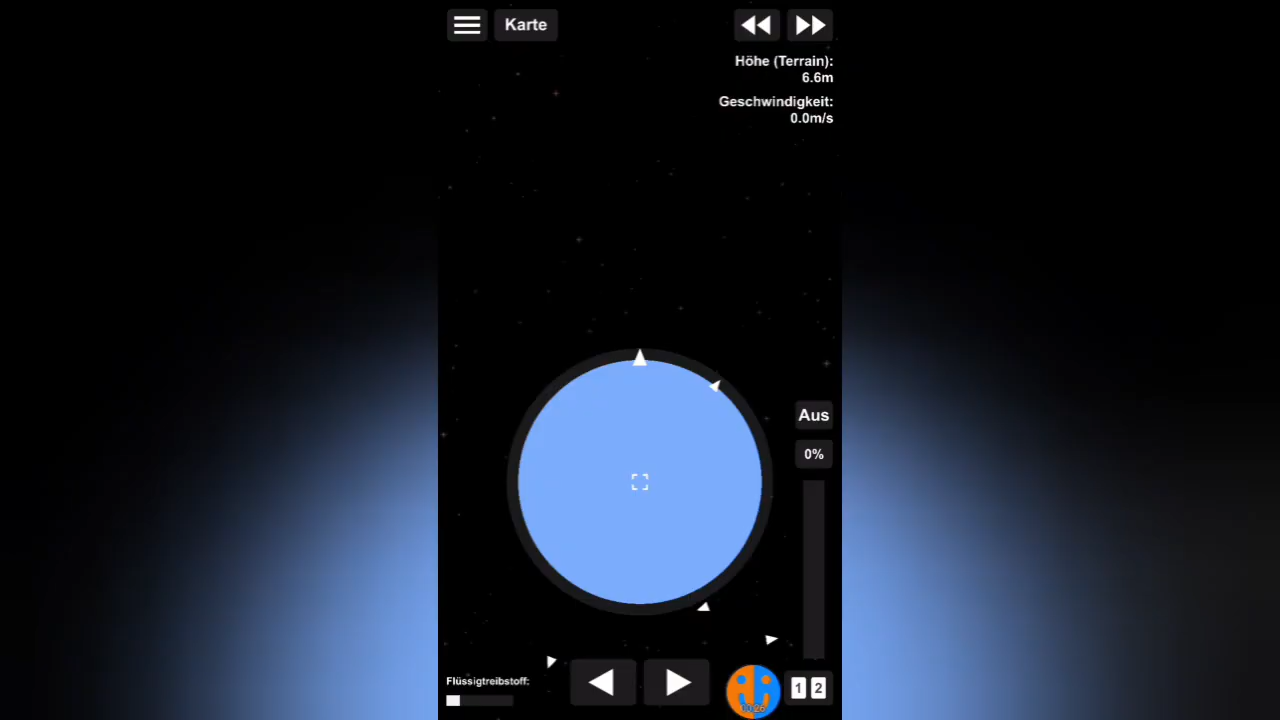 Karte
Höhe (Terrain):
6.6m
Geschwindigkeit:
0.0m/s
Aus
0%
Flüssigtreibstoff:
1 2